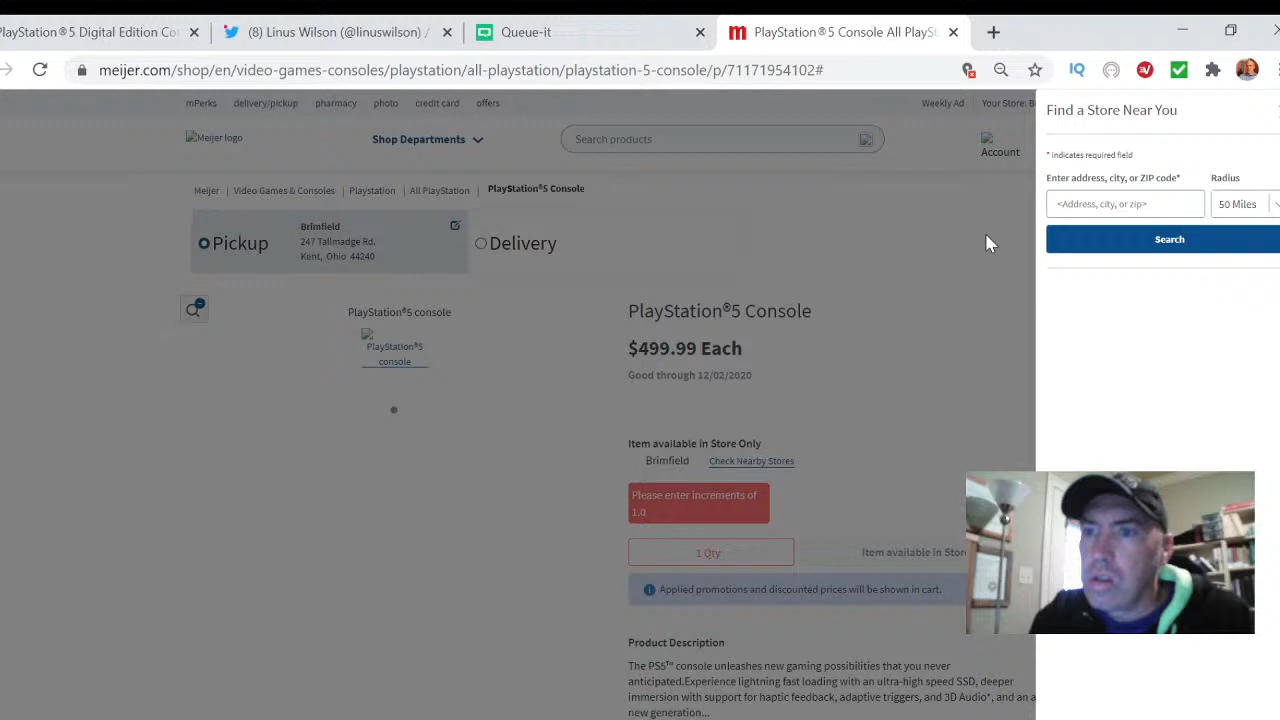 PlayStation®5 Digital Edition Co
(8) Linus Wilson (@linuswilson) /
Queue-it
PlayStation®5 Console All PlaySt
meijer.com/shop/en/video-games-consoles/playstation/all-playstation/playstation-5-console/p/71171954102#
IQ
mPerks
delivery/pickup
pharmacy
photo
credit card
offers
Weekly Ad
Your Store: B
Meijer logo
Shop Departments
Search products
Account
Meijer
Video Games & Consoles
Playstation
All PlayStation
PlayStation®5 Console
Pickup
Brimfield
247 Tallmadge Rd.
Kent, Ohio 44240
Delivery
PlayStation®5 console
PlayStation®5
console
PlayStation®5 Console
$499.99 Each
Good through 12/02/2020
Item available in Store Only
Brimfield
Check Nearby Stores
Please enter increments of
1.0
1 Qty
Item available in Stor
Applied promotions and discounted prices will be shown in cart.
Product Description
The PS5™ console unleashes new gaming possibilities that you never
anticipated.Experience lightning fast loading with an ultra-high speed SSD, deeper
immersion with support for haptic feedback, adaptive triggers, and 3D Audio*, and an a
new generation...
Find a Store Near You
* indicates required field
Enter address, city, or ZIP code*
Radius
<Address, city, or zip>
50 Miles
Search